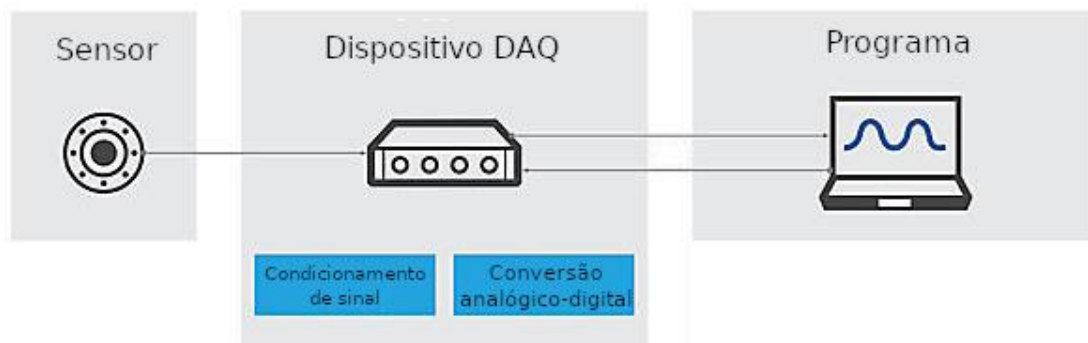 Sensor
Dispositivo DAQ
Programa
Condicionamento
de sinal
Conversão
analógico-digital